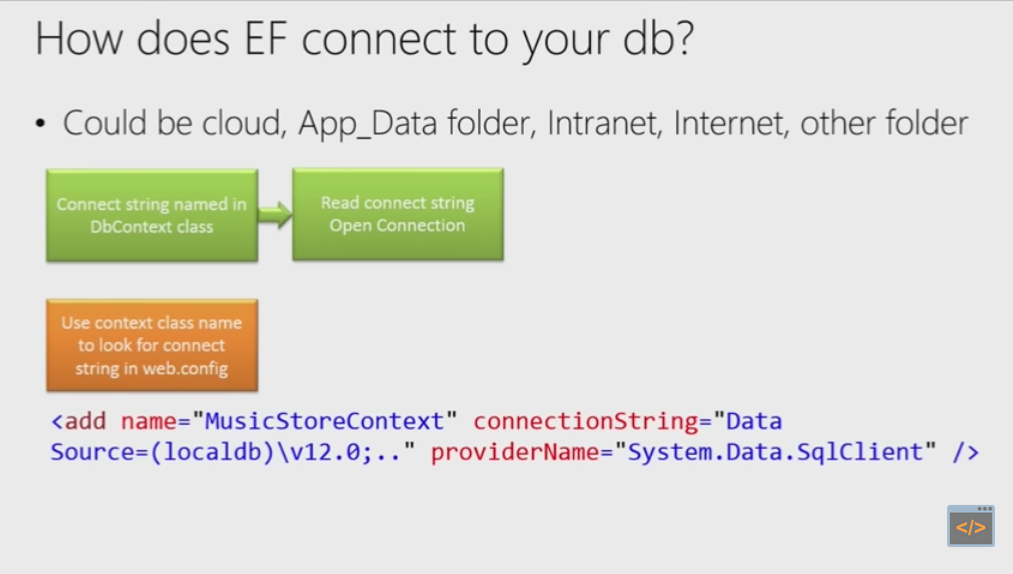 How does EF connect to your db?
• Could be cloud, App_Data folder, Intranet, Internet, other folder
Connect string named in
DbContext class
Read connect string
Open Connection
Use context class name
to look for connect
string in web.config
<add name="MusicStoreContext" connectionString="Data
Source=(localdb)\v12.0;.." providerName="System.Data.SqlClient" />
</>